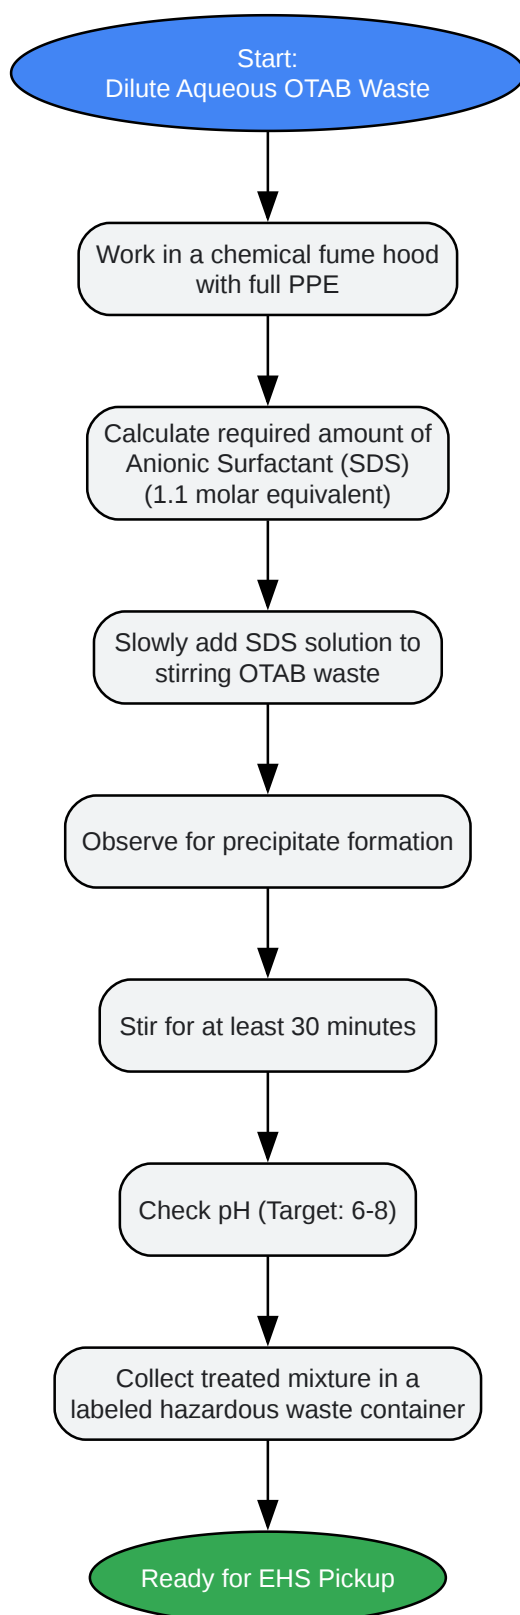 Start:
Dilute Aqueous OTAB Waste
Work in a chemical fume hood
with full PPE
Calculate required amount of
Anionic Surfactant (SDS)
(1.1 molar equivalent)
Slowly add SDS solution to
stirring OTAB waste
Observe for precipitate formation
Stir for at least 30 minutes
Check pH (Target: 6-8)
Collect treated mixture in a
labeled hazardous waste container
Ready for EHS Pickup